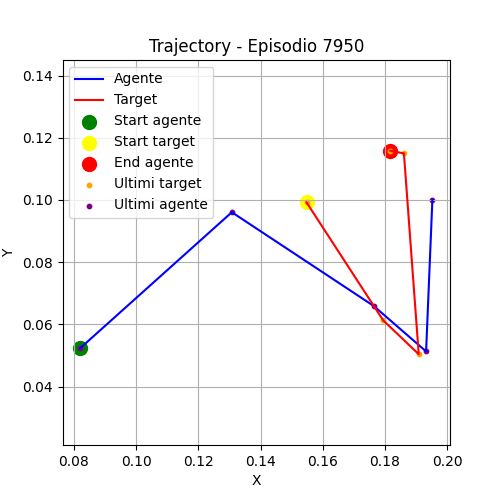 Trajectory - Episodio 7950
Agente
Target
Start agente
Start target
End agente
Ultimi target
Ultimi agente
0.14
0.12
0.10
0.08
0.06
0.04
Y
0.08 0.10 0.12 0.14 0.16 0.18 0.20
X